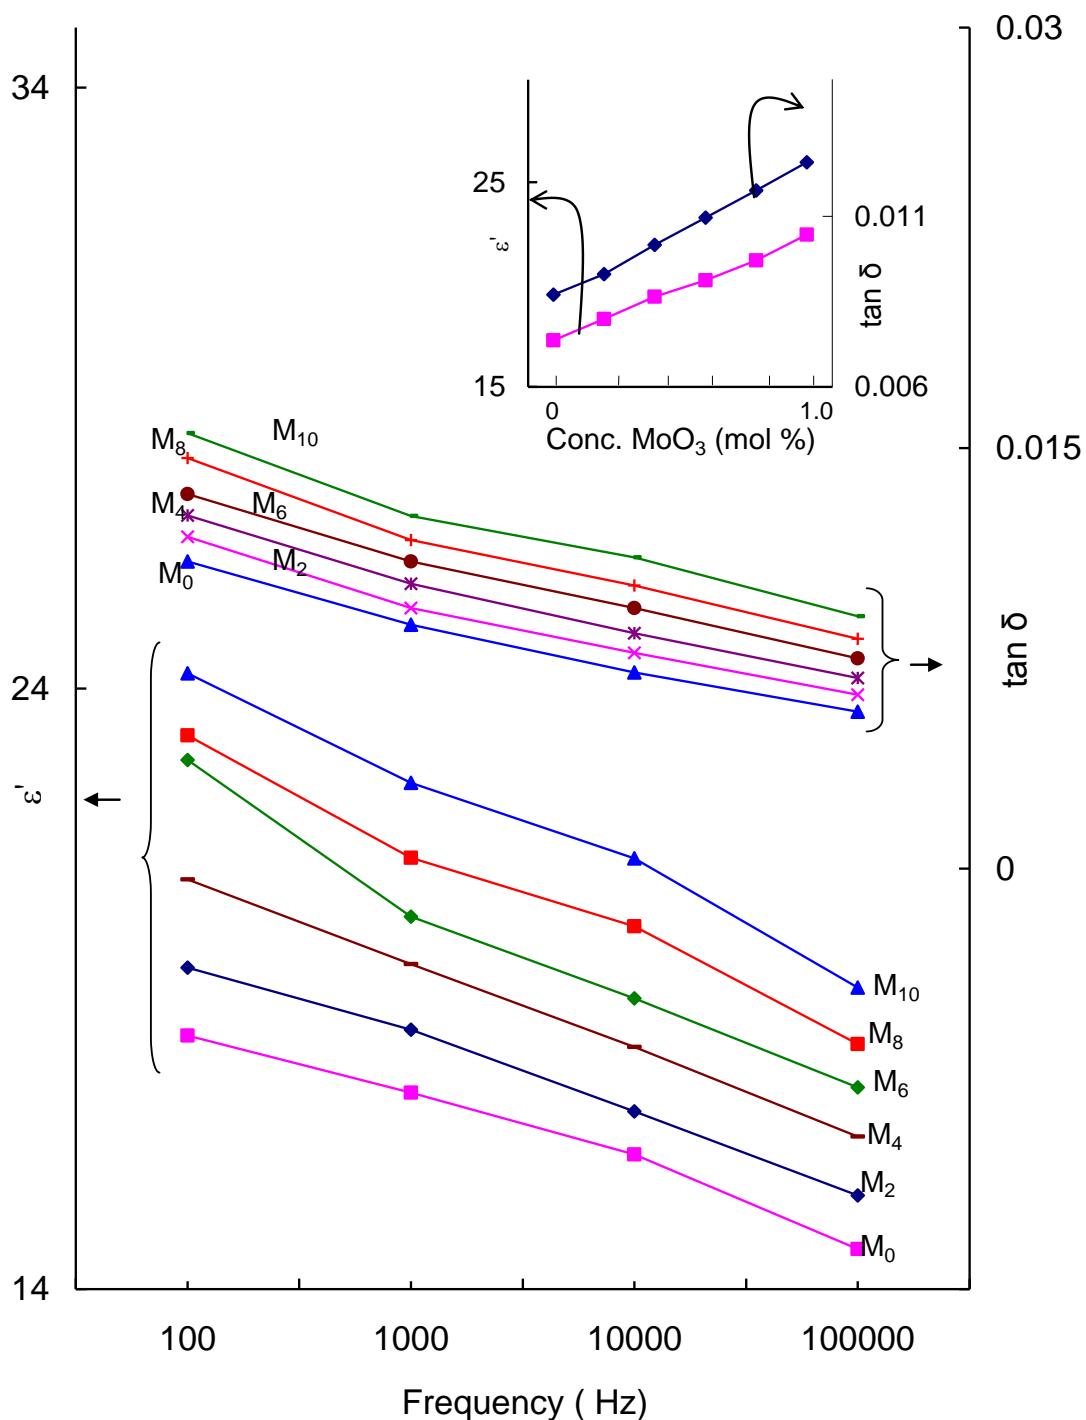 0.03
34
25
ε'
0.011
tan δ
15
0.006
0
1.0
Conc. MoO₃ (mol %)
M₁₀
M₈
0.015
M₄
M₆
M₂
M₀
tan δ
24
ε'
0
M₁₀
M₈
M₆
M₄
M₂
M₀
14
100 1000 10000 100000
Frequency ( Hz)